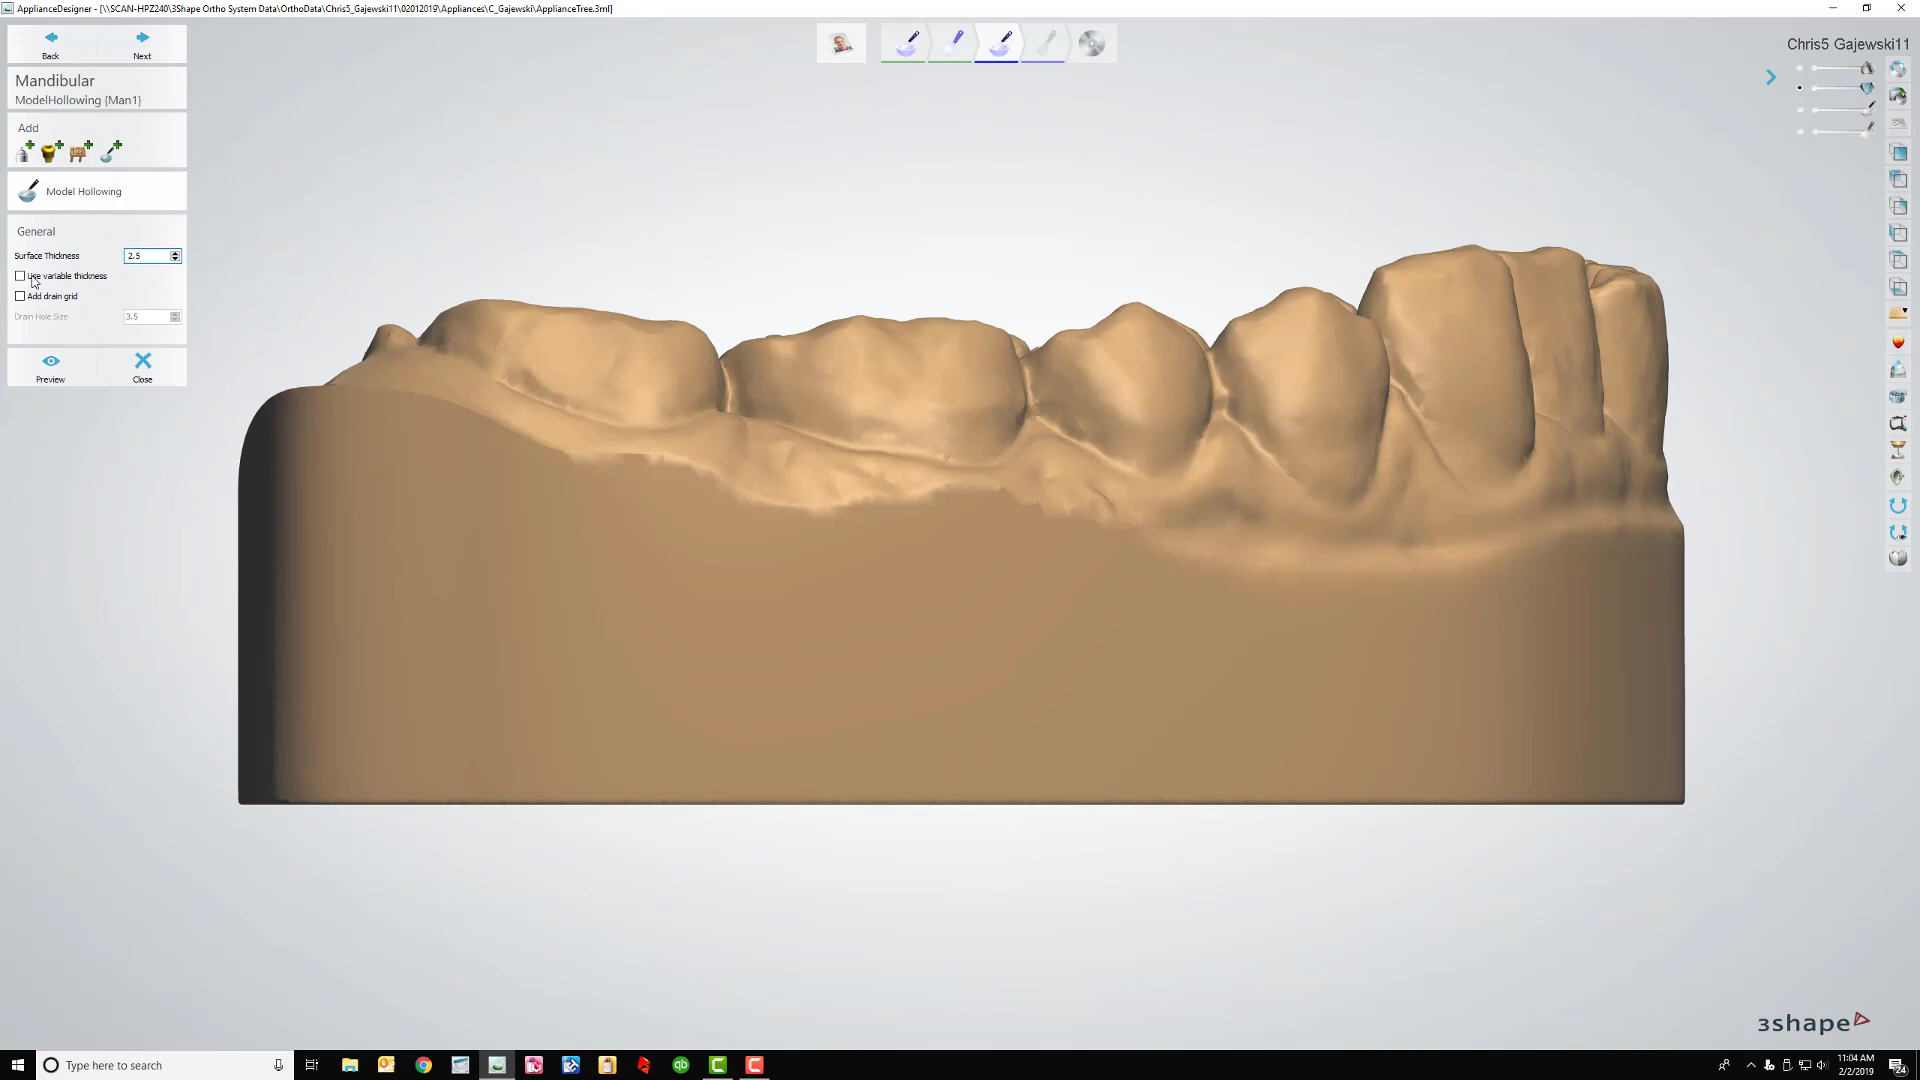 ApplianceDesigner - [\\SCAN-HPZ240\3Shape Ortho System Data\OrthoData\Chris5_Gajewski11\02012019\Appliances\C_Gajewski\ApplianceTree.3ml]
Back
Next
Chris5 Gajewski11
Mandibular
ModelHollowing {Man1}
Add
Model Hollowing
General
Surface Thickness
2.5
Use variable thickness
Add drain grid
Drain Hole Size
3.5
Preview
Close
3shape
Type here to search
qb
11:04 AM
2/2/2019
24